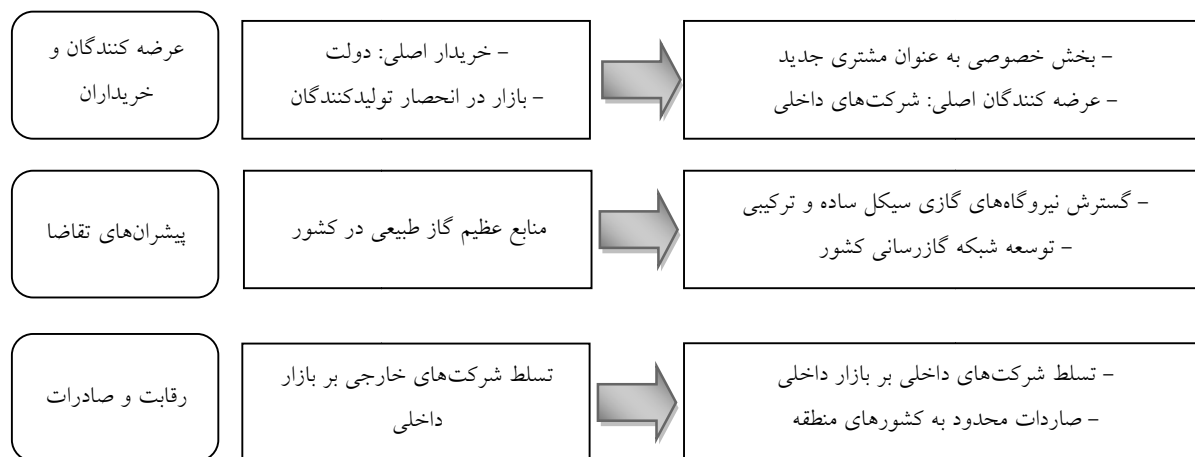 عرضه کنندگان و
خریداران
- خریدار اصلی: دولت
- بازار در انحصار تولیدکنندگان
- بخش خصوصی به عنوان مشتری جدید
- عرضه کنندگان اصلی: شرکت‌های داخلی
پیشران‌های تقاضا
منابع عظیم گاز طبیعی در کشور
- گسترش نیروگاه‌های گازی سیکل ساده و ترکیبی
- توسعه شبکه گازرسانی کشور
رقابت و صادرات
تسلط شرکت‌های خارجی بر بازار
داخلی
- تسلط شرکت‌های داخلی بر بازار داخلی
- صاردات محدود به کشورهای منطقه